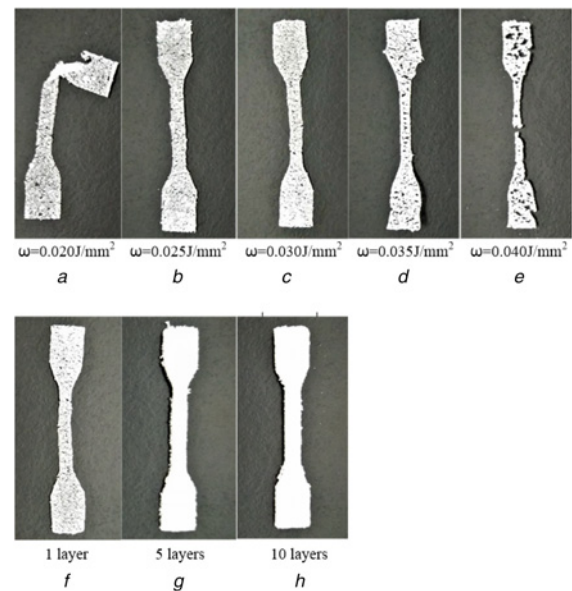 ω=0.020J/mm² ω=0.025J/mm² ω=0.030J/mm² ω=0.035J/mm² ω=0.040J/mm²
a b c d e
1 layer 5 layers 10 layers
f g h